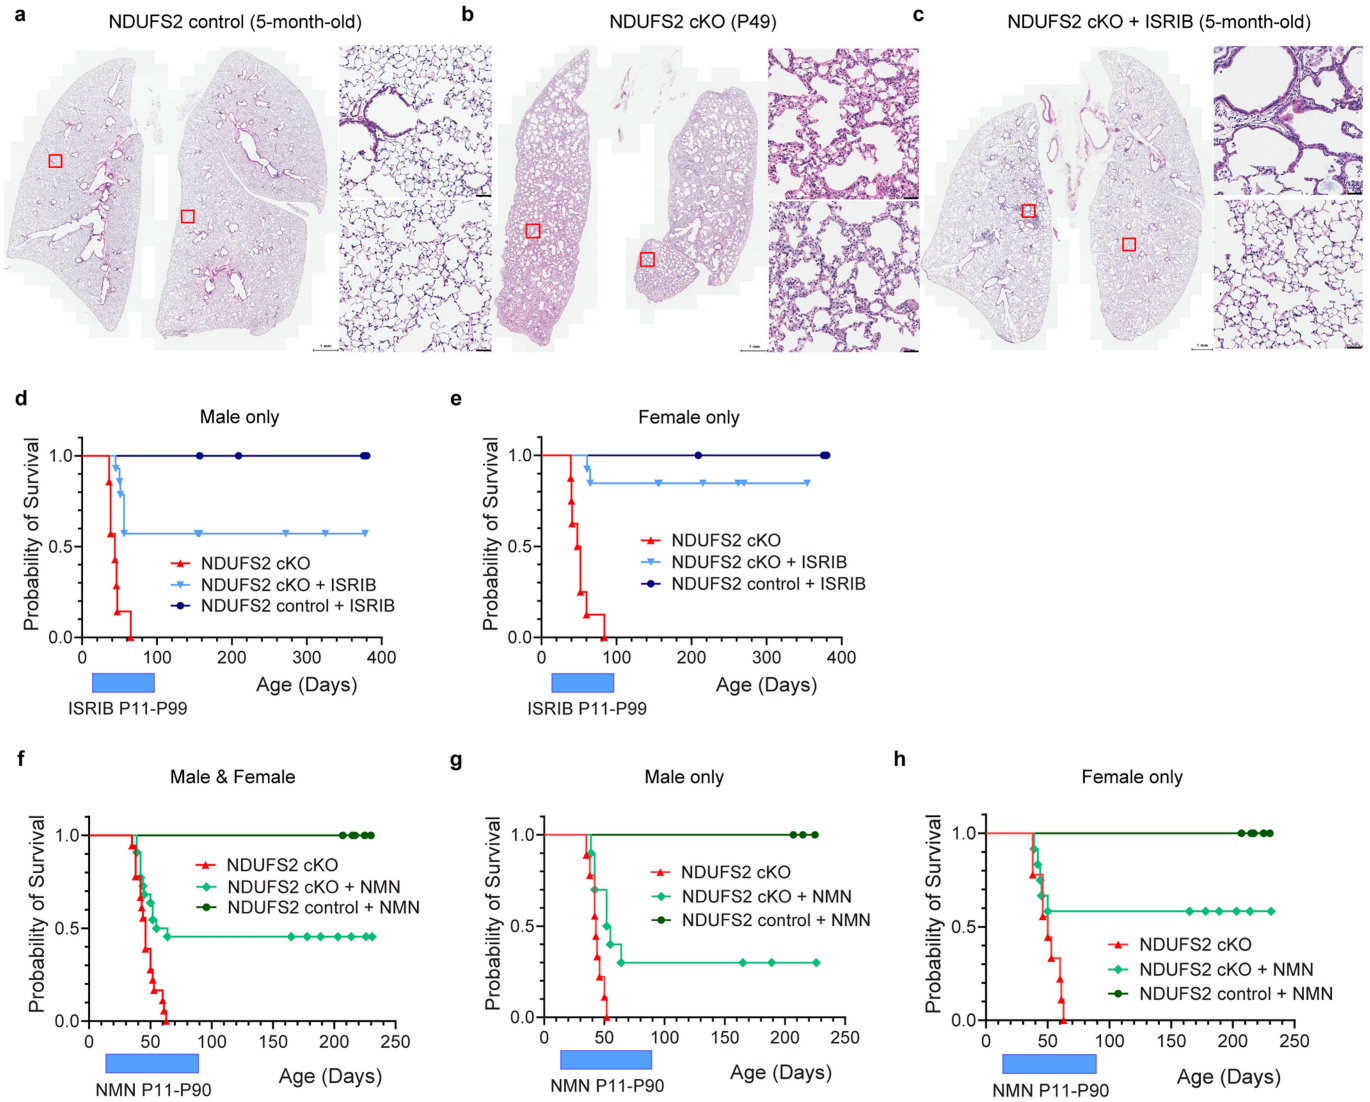 a
NDUFS2 control (5-month-old)
b
NDUFS2 cKO (P49)
c
NDUFS2 cKO + ISRIB (5-month-old)
1 mm
1 mm
1 mm
d
Male only
Probability of Survival
1.0
0.5
0.0
NDUFS2 cKO
NDUFS2 cKO + ISRIB
NDUFS2 control + ISRIB
0 100 200 300 400
Age (Days)
ISRIB P11-P99
e
Female only
Probability of Survival
1.0
0.5
0.0
NDUFS2 cKO
NDUFS2 cKO + ISRIB
NDUFS2 control + ISRIB
0 100 200 300 400
Age (Days)
ISRIB P11-P99
f
Male & Female
Probability of Survival
1.0
0.5
0.0
NDUFS2 cKO
NDUFS2 cKO + NMN
NDUFS2 control + NMN
0 50 100 150 200 250
Age (Days)
NMN P11-P90
g
Male only
Probability of Survival
1.0
0.5
0.0
NDUFS2 cKO
NDUFS2 cKO + NMN
NDUFS2 control + NMN
0 50 100 150 200 250
Age (Days)
NMN P11-P90
h
Female only
Probability of Survival
1.0
0.5
0.0
NDUFS2 cKO
NDUFS2 cKO + NMN
NDUFS2 control + NMN
0 50 100 150 200 250
Age (Days)
NMN P11-P90